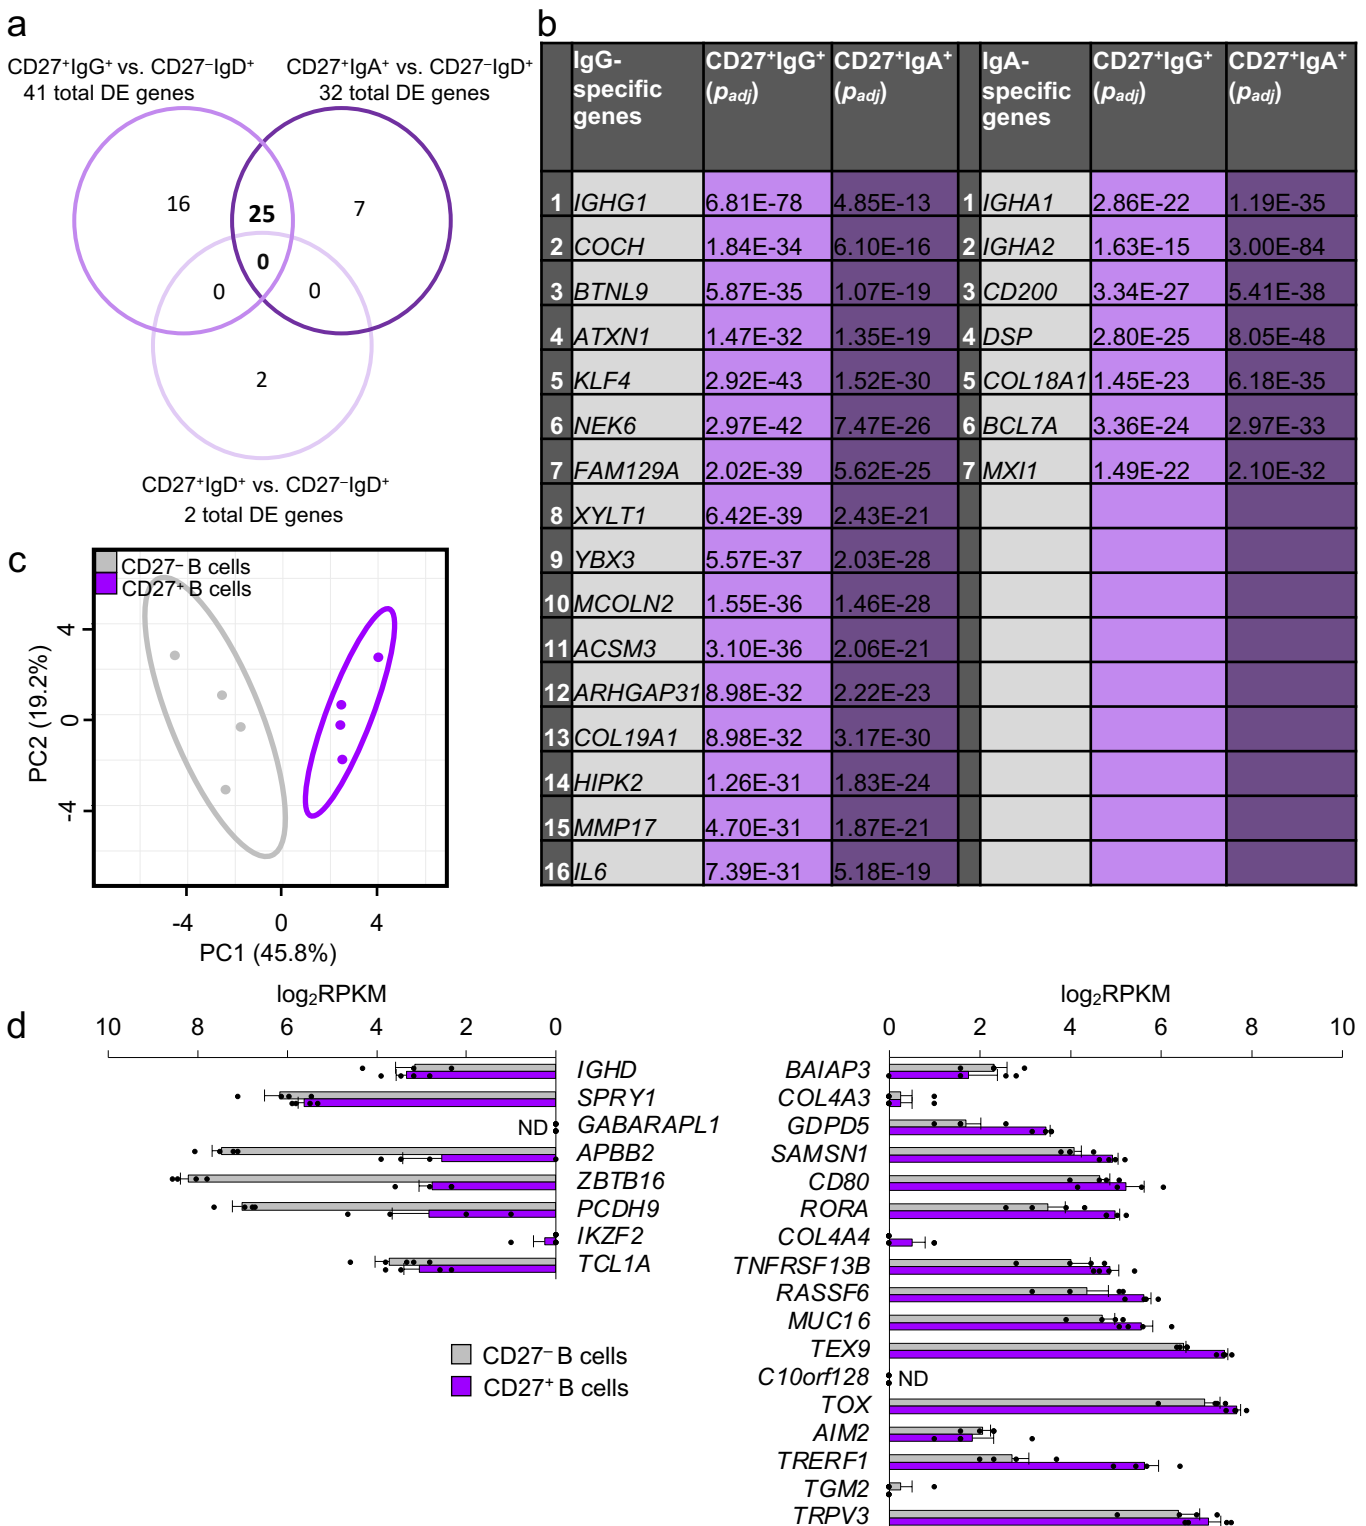 a
CD27⁺IgG⁺ vs. CD27⁻IgD⁺
41 total DE genes
CD27⁺IgA⁺ vs. CD27⁻IgD⁺
32 total DE genes
16
25
7
0
0
0
2
CD27⁺IgD⁺ vs. CD27⁻IgD⁺
2 total DE genes
b
IgG-specific genes CD27⁺IgG⁺ (p_adj) CD27⁺IgA⁺ (p_adj) IgA-specific genes CD27⁺IgG⁺ (p_adj) CD27⁺IgA⁺ (p_adj)
1 IGHG1 6.81E-78 4.85E-13 1 IGHA1 2.86E-22 1.19E-35
2 COCH 1.84E-34 6.10E-16 2 IGHA2 1.63E-15 3.00E-84
3 BTNL9 5.87E-35 1.07E-19 3 CD200 3.34E-27 5.41E-38
4 ATXN1 1.47E-32 1.35E-19 4 DSP 2.80E-25 8.05E-48
5 KLF4 2.92E-43 1.52E-30 5 COL18A1 1.45E-23 6.18E-35
6 NEK6 2.97E-42 7.47E-26 6 BCL7A 3.36E-24 2.97E-33
7 FAM129A 2.02E-39 5.62E-25 7 MXI1 1.49E-22 2.10E-32
8 XYLT1 6.42E-39 2.43E-21
9 YBX3 5.57E-37 2.03E-28
10 MCOLN2 1.55E-36 1.46E-28
11 ACSM3 3.10E-36 2.06E-21
12 ARHGAP31 8.98E-32 2.22E-23
13 COL19A1 8.98E-32 3.17E-30
14 HIPK2 1.26E-31 1.83E-24
15 MMP17 4.70E-31 1.87E-21
16 IL6 7.39E-31 5.18E-19
c
CD27⁻ B cells
CD27⁺ B cells
PC2 (19.2%)
4
0
-4
-4 0 4
PC1 (45.8%)
d
log₂RPKM
10 8 6 4 2 0
IGHD
SPRY1
ND GABARAPL1
APBB2
ZBTB16
PCDH9
IKZF2
TCL1A
CD27⁻ B cells
CD27⁺ B cells
log₂RPKM
0 2 4 6 8 10
BAIAP3
COL4A3
GDPD5
SAMSN1
CD80
RORA
COL4A4
TNFRSF13B
RASSF6
MUC16
TEX9
C10orf128 ND
TOX
AIM2
TRERF1
TGM2
TRPV3